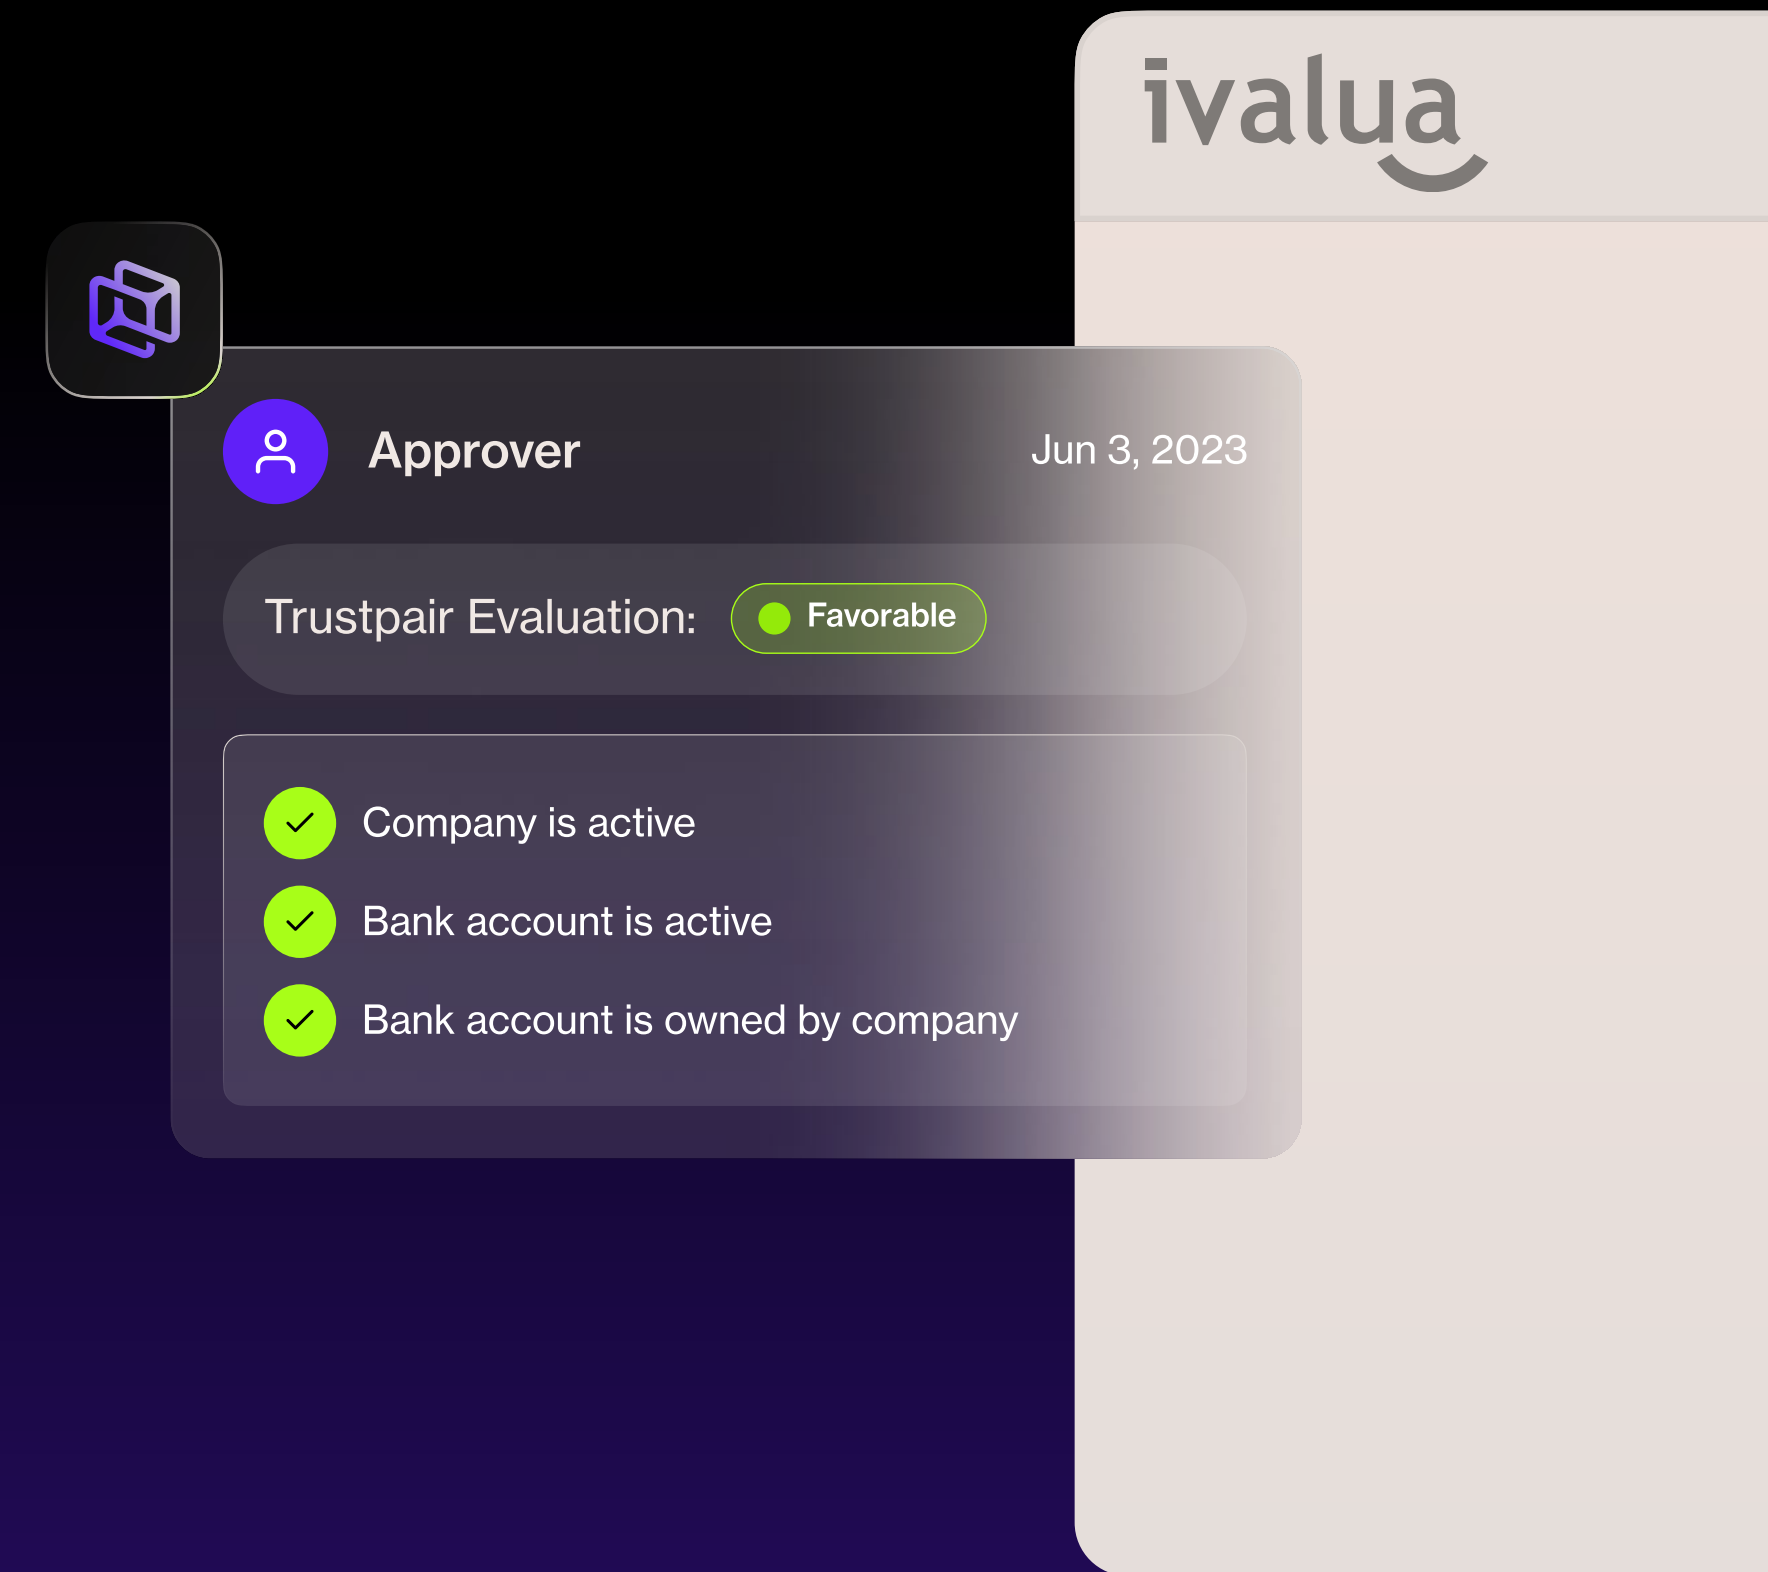 ivalua
Approver
Jun 3, 2023
Trustpair Evaluation:
Favorable
Company is active
Bank account is active
Bank account is owned by company